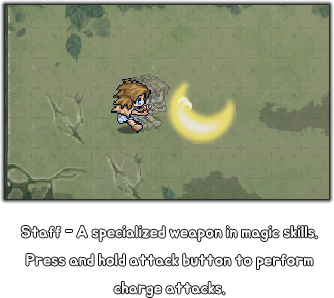 Staff - A specialized weapon in magic skills.
Press and hold attack button to perform
charge attacks.